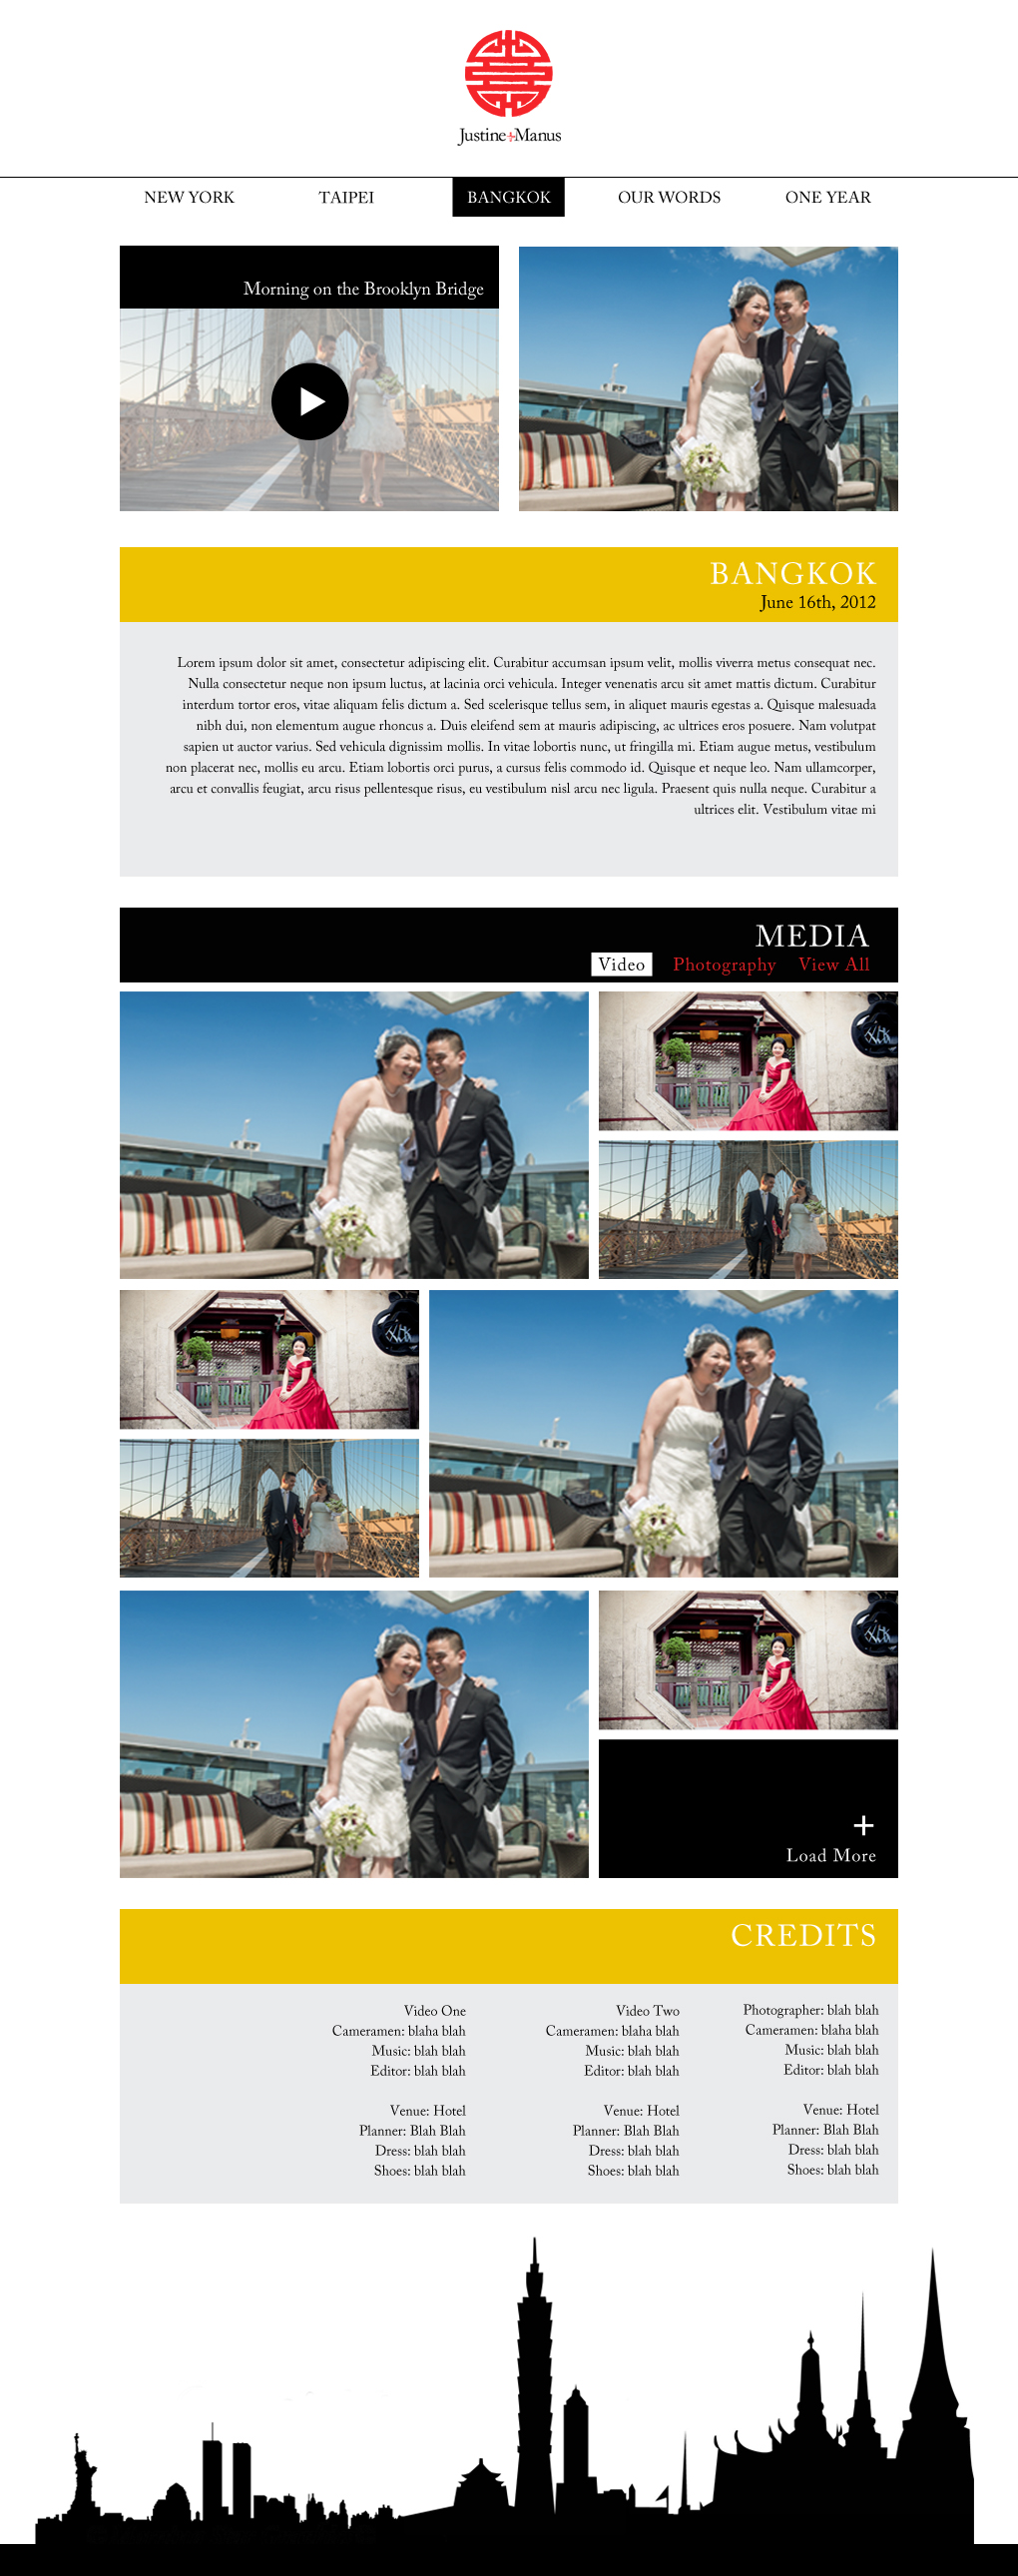 Justine+Manus
NEW YORK
TAIPEI
BANGKOK
OUR WORDS
ONE YEAR
Morning on the Brooklyn Bridge
BANGKOK
June 16th, 2012
Lorem ipsum dolor sit amet, consectetur adipiscing elit. Curabitur accumsan ipsum velit, mollis viverra metus consequat nec.
Nulla consectetur neque non ipsum luctus, at lacinia orci vehicula. Integer venenatis arcu sit amet mattis dictum. Curabitur
interdum tortor eros, vitae aliquam felis dictum a. Sed scelerisque tellus sem, in aliquet mauris egestas a. Quisque malesuada
nibh dui, non elementum augue rhoncus a. Duis eleifend sem at mauris adipiscing, ac ultrices eros posuere. Nam volutpat
sapien ut auctor varius. Sed vehicula dignissim mollis. In vitae lobortis nunc, ut fringilla mi. Etiam augue metus, vestibulum
non placerat nec, mollis eu arcu. Etiam lobortis orci purus, a cursus felis commodo id. Quisque et neque leo. Nam ullamcorper,
arcu et convallis feugiat, arcu risus pellentesque risus, eu vestibulum nisl arcu nec ligula. Praesent quis nulla neque. Curabitur a
ultrices elit. Vestibulum vitae mi
MEDIA
Video
Photography
View All
+
Load More
CREDITS
Video One
Cameramen: blaha blah
Music: blah blah
Editor: blah blah
Venue: Hotel
Planner: Blah Blah
Dress: blah blah
Shoes: blah blah
Video Two
Cameramen: blaha blah
Music: blah blah
Editor: blah blah
Venue: Hotel
Planner: Blah Blah
Dress: blah blah
Shoes: blah blah
Photographer: blah blah
Cameramen: blaha blah
Music: blah blah
Editor: blah blah
Venue: Hotel
Planner: Blah Blah
Dress: blah blah
Shoes: blah blah